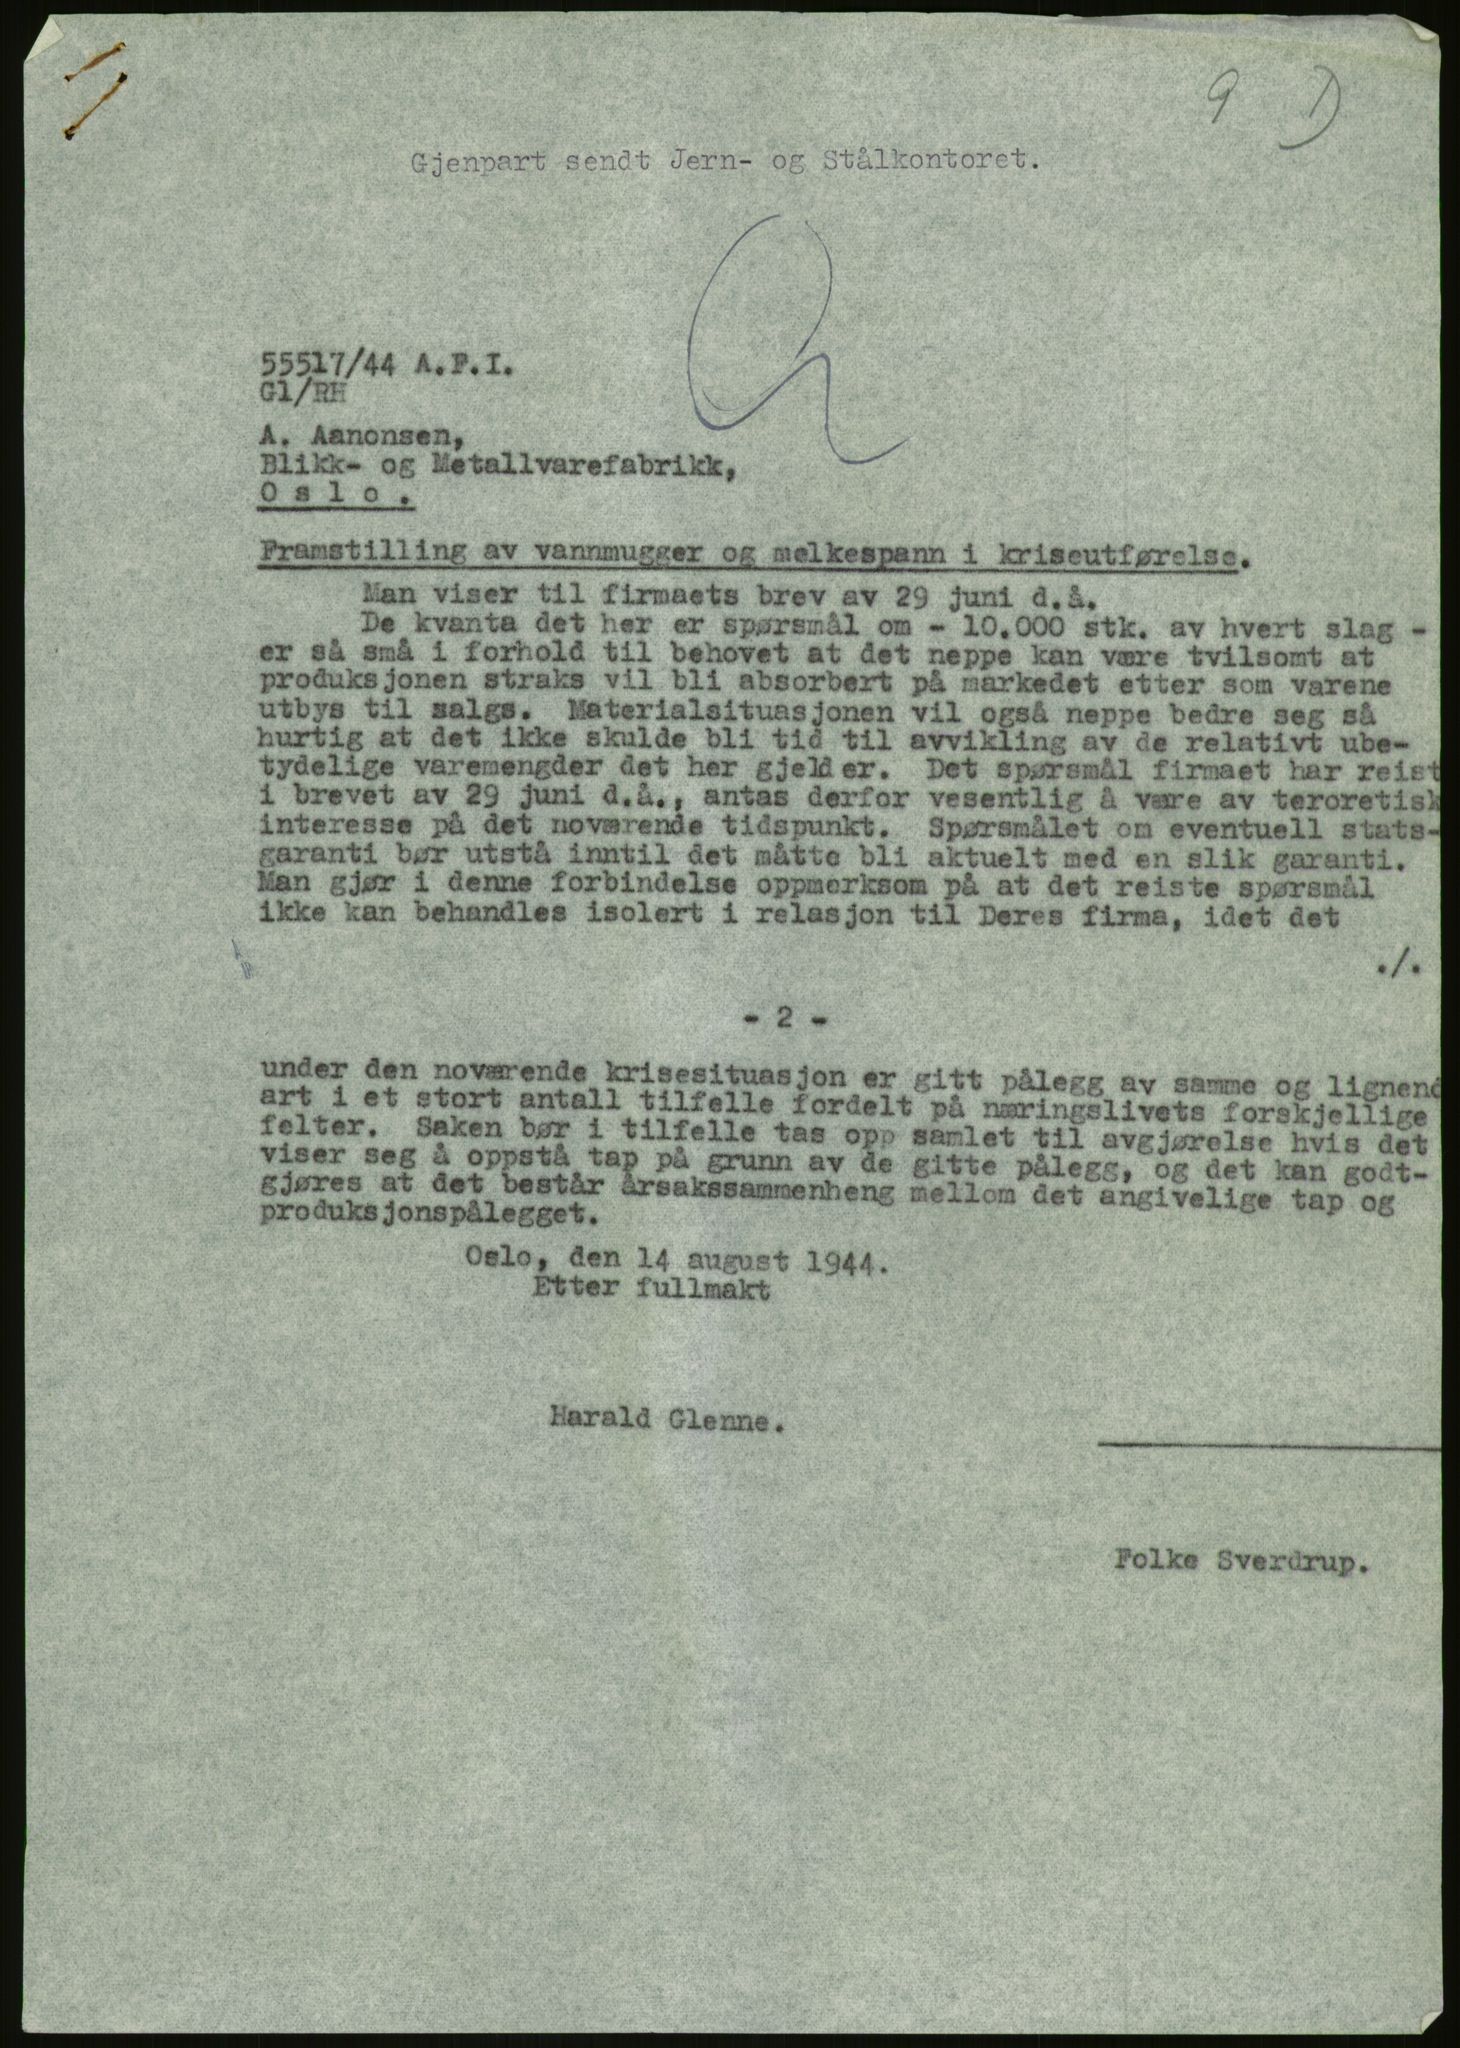 9 D
Gjenpart sendt Jern- og Stålkontoret.
55517/44 A.F.I.
Gl/RH
A. Aanonsen,
Blikk- og Metallvarefabrikk,
O s l o .
Framstilling av vannmugger og melkespann i kriseutførelse.
Man viser til firmaets brev av 29 juni d.å.
De kvanta det her er spørsmål om - 10.000 stk. av hvert slag -
er så små i forhold til behovet at det neppe kan være tvilsomt at
produksjonen straks vil bli absorbert på markedet etter som varene
utbys til salgs. Materialsituasjonen vil også neppe bedre seg så
hurtig at det ikke skulde bli tid til avvikling av de relativt ube-
tydelige varemengder det her gjelder. Det spørsmål firmaet har reist
i brevet av 29 juni d.å., antas derfor vesentlig å være av teroretisk
interesse på det noværende tidspunkt. Spørsmålet om eventuell stats-
garanti bør utstå inntil det måtte bli aktuelt med en slik garanti.
Man gjør i denne forbindelse oppmerksom på at det reiste spørsmål
ikke kan behandles isolert i relasjon til Deres firma, idet det
./.
- 2 -
under den noværende krisesituasjon er gitt pålegg av samme og lignend
art i et stort antall tilfelle fordelt på næringslivets forskjellige
felter. Saken bør i tilfelle tas opp samlet til avgjørelse hvis det
viser seg å oppstå tap på grunn av de gitte pålegg, og det kan godt-
gjøres at det består årsakssammenheng mellom det angivelige tap og
produksjonspålegget.
Oslo, den 14 august 1944.
Etter fullmakt
Harald Glenne.
Folke Sverdrup.